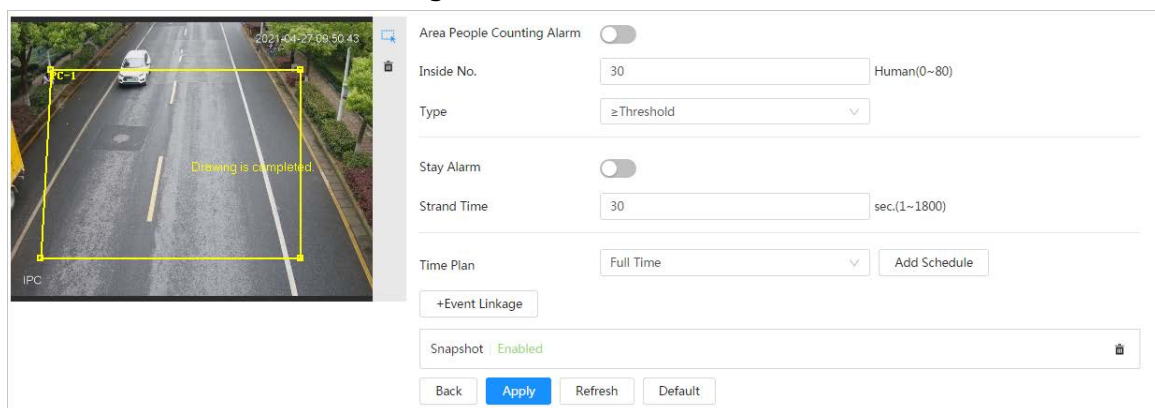 2021-04-27 09:50:43
PC-1
Drawing is completed.
IPC
Area People Counting Alarm
Inside No. 30 Human(0~80)
Type ≥Threshold
Stay Alarm
Strand Time 30 sec.(1~1800)
Time Plan Full Time Add Schedule
+Event Linkage
Snapshot Enabled
Back Apply Refresh Default